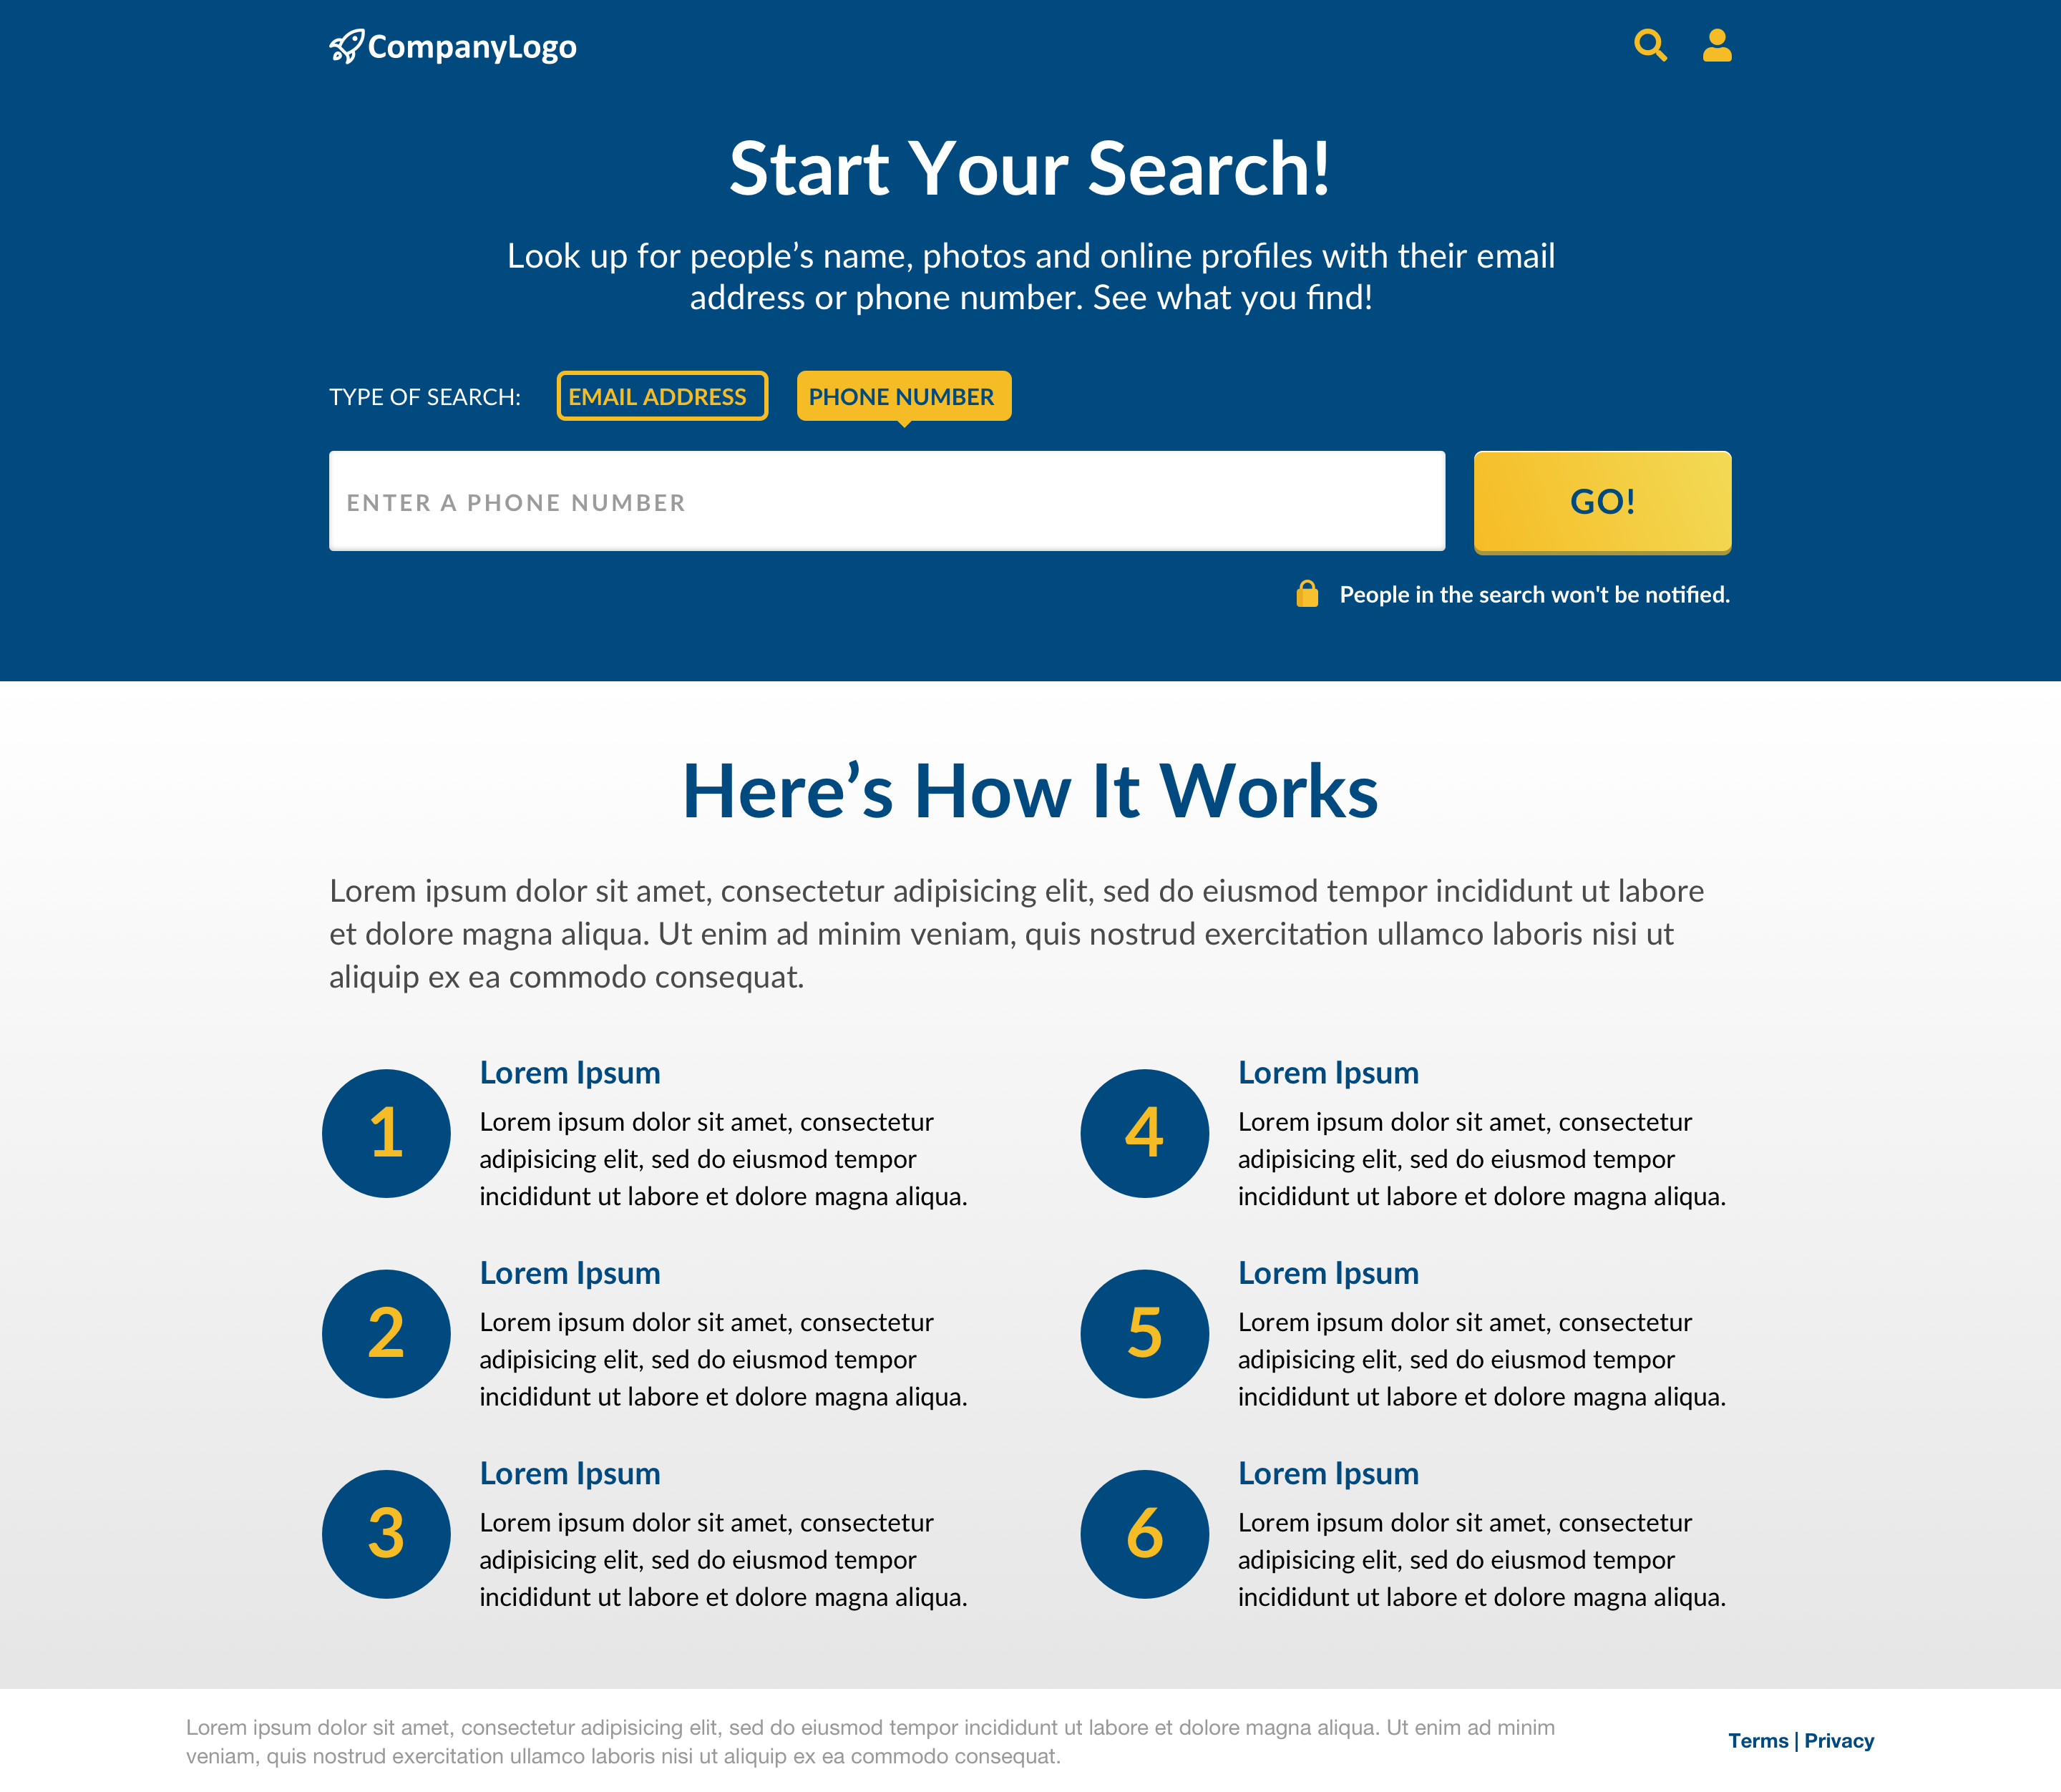 CompanyLogo
Start Your Search!
Look up for people’s name, photos and online profiles with their email
address or phone number. See what you find!
TYPE OF SEARCH:
EMAIL ADDRESS
PHONE NUMBER
ENTER A PHONE NUMBER
GO!
People in the search won't be notified.
Here’s How It Works
Lorem ipsum dolor sit amet, consectetur adipisicing elit, sed do eiusmod tempor incididunt ut labore
et dolore magna aliqua. Ut enim ad minim veniam, quis nostrud exercitation ullamco laboris nisi ut
aliquip ex ea commodo consequat.
1
Lorem Ipsum
Lorem ipsum dolor sit amet, consectetur
adipisicing elit, sed do eiusmod tempor
incididunt ut labore et dolore magna aliqua.
2
Lorem Ipsum
Lorem ipsum dolor sit amet, consectetur
adipisicing elit, sed do eiusmod tempor
incididunt ut labore et dolore magna aliqua.
3
Lorem Ipsum
Lorem ipsum dolor sit amet, consectetur
adipisicing elit, sed do eiusmod tempor
incididunt ut labore et dolore magna aliqua.
4
Lorem Ipsum
Lorem ipsum dolor sit amet, consectetur
adipisicing elit, sed do eiusmod tempor
incididunt ut labore et dolore magna aliqua.
5
Lorem Ipsum
Lorem ipsum dolor sit amet, consectetur
adipisicing elit, sed do eiusmod tempor
incididunt ut labore et dolore magna aliqua.
6
Lorem Ipsum
Lorem ipsum dolor sit amet, consectetur
adipisicing elit, sed do eiusmod tempor
incididunt ut labore et dolore magna aliqua.
Lorem ipsum dolor sit amet, consectetur adipisicing elit, sed do eiusmod tempor incididunt ut labore et dolore magna aliqua. Ut enim ad minim
veniam, quis nostrud exercitation ullamco laboris nisi ut aliquip ex ea commodo consequat.
Terms | Privacy